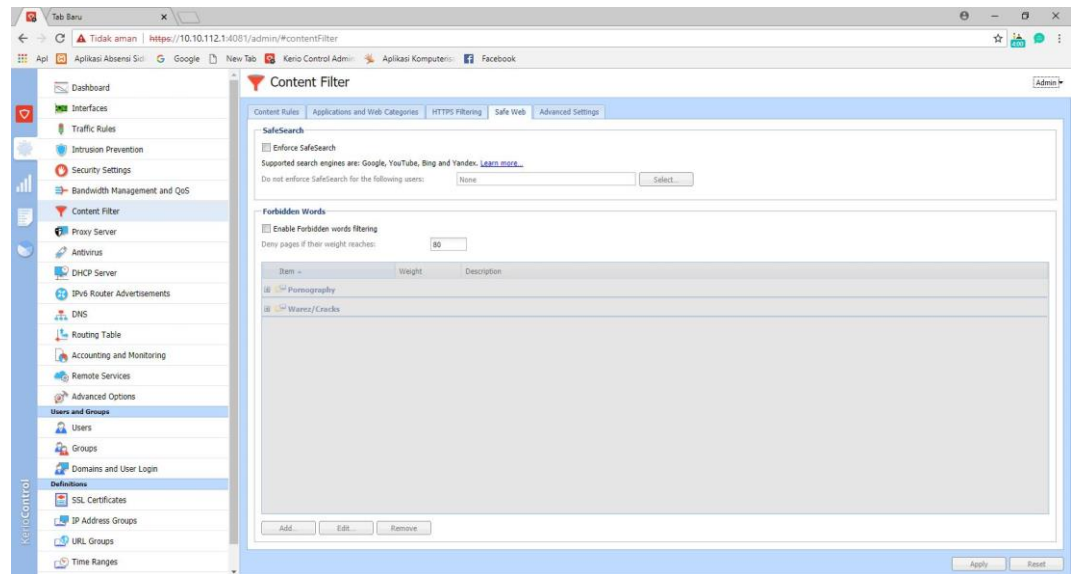 Tab Baru
Tidak aman | https://10.10.112.1:4081/admin/#contentFilter
Apl Aplikasi Absensi Sid G Google New Tab Kerio Control Admin Aplikasi Komputeris Facebook
4:00
Content Filter
Admin
Dashboard
Interfaces
Traffic Rules
Intrusion Prevention
Security Settings
Bandwidth Management and QoS
Content Filter
Proxy Server
Antivirus
DHCP Server
IPv6 Router Advertisements
DNS
Routing Table
Accounting and Monitoring
Remote Services
Advanced Options
Users and Groups
Users
Groups
Domains and User Login
Definitions
SSL Certificates
IP Address Groups
URL Groups
Time Ranges
KerioControl
Content Rules Applications and Web Categories HTTPS Filtering Safe Web Advanced Settings
SafeSearch
Enforce SafeSearch
Supported search engines are: Google, YouTube, Bing and Yandex. Learn more...
Do not enforce SafeSearch for the following users: None Select...
Forbidden Words
Enable Forbidden words filtering
Deny pages if their weight reaches: 80
Item Weight Description
Pornography
Warez/Cracks
Add... Edit... Remove
Apply Reset